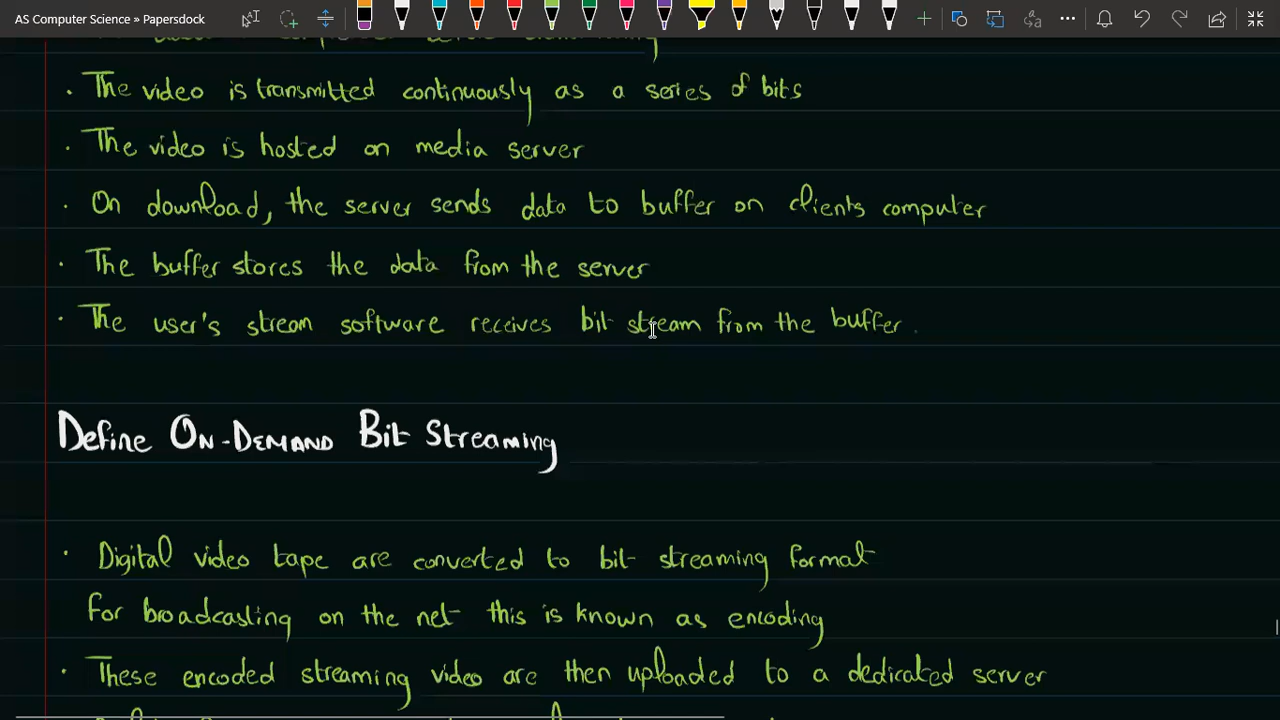 AS Computer Science » Papersdock
• The video is transmitted continuously as a series of bits
• The video is hosted on media server
• On download, the server sends data to buffer on clients computer
• The buffer stores the data from the server
• The user's stream software receives bit stream from the buffer.
Define On-Demand Bit Streaming
• Digital video tape are converted to bit streaming format
for broadcasting on the net this is known as encoding
• These encoded streaming video are then uploaded to a dedicated server